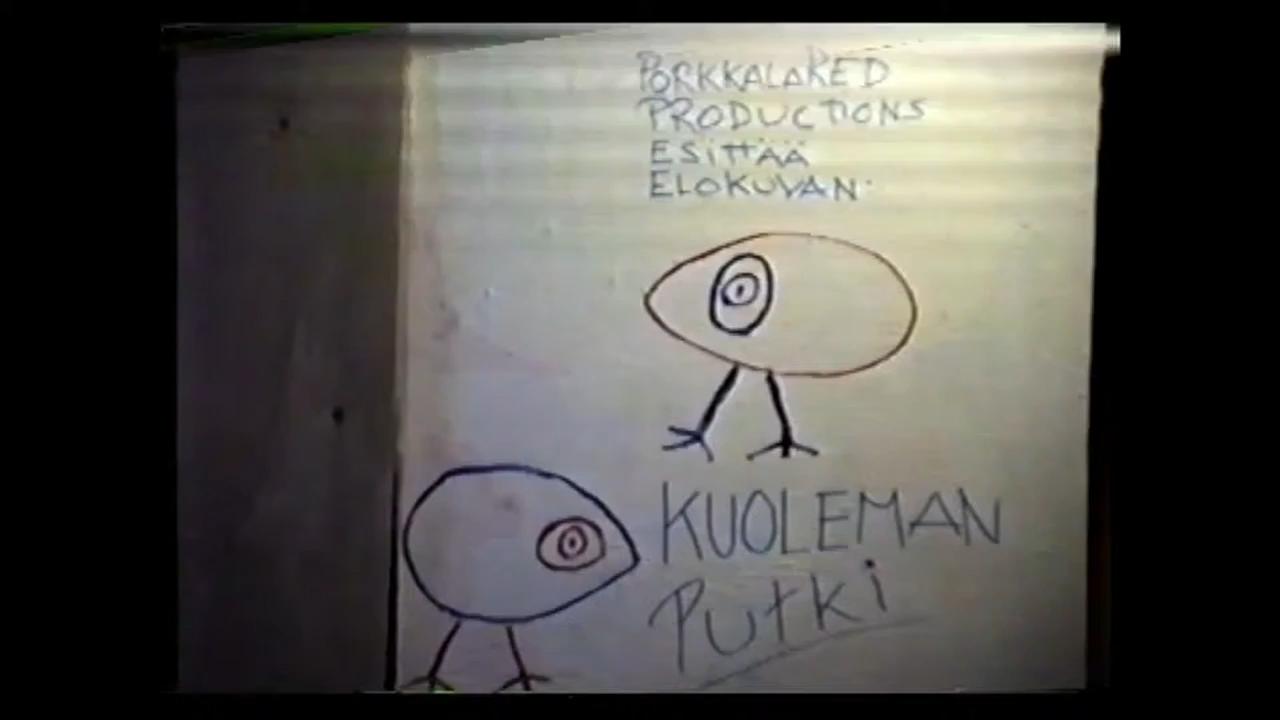 PORKKALARED
PRODUCTIONS
ESITTÄÄ
ELOKUVAN:
KUOLEMAN
Putki